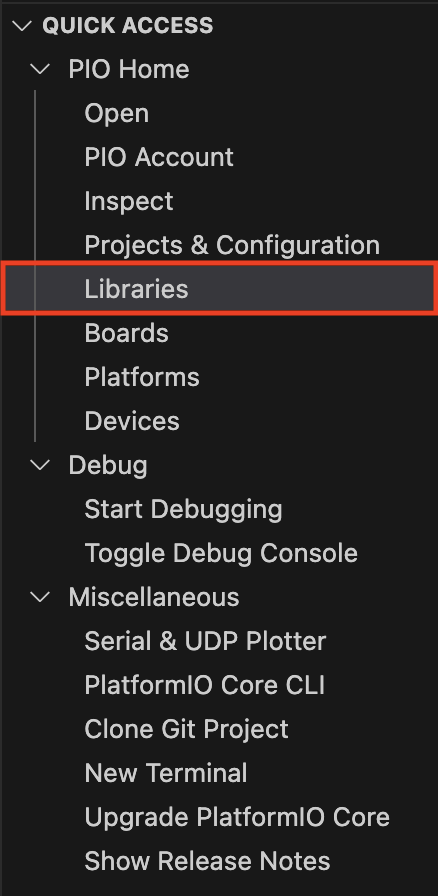 QUICK ACCESS
PIO Home
Open
PIO Account
Inspect
Projects & Configuration
Libraries
Boards
Platforms
Devices
Debug
Start Debugging
Toggle Debug Console
Miscellaneous
Serial & UDP Plotter
PlatformIO Core CLI
Clone Git Project
New Terminal
Upgrade PlatformIO Core
Show Release Notes